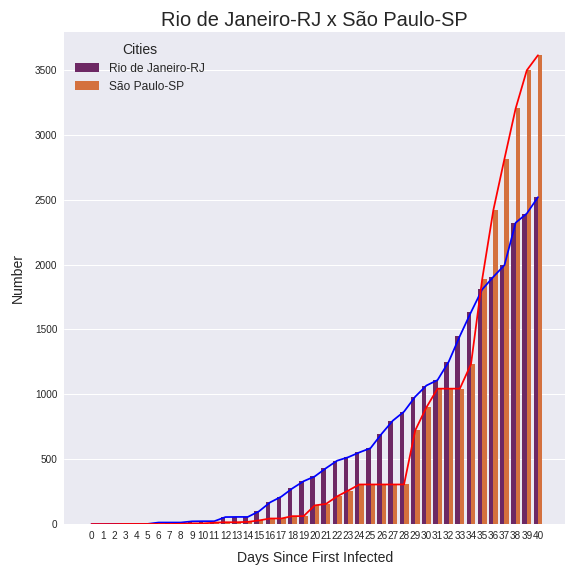 Rio de Janeiro-RJ x São Paulo-SP
Cities
Rio de Janeiro-RJ
São Paulo-SP
Number
3500
3000
2500
2000
1500
1000
500
0
0 1 2 3 4 5 6 7 8 9 10 11 12 13 14 15 16 17 18 19 20 21 22 23 24 25 26 27 28 29 30 31 32 33 34 35 36 37 38 39 40
Days Since First Infected